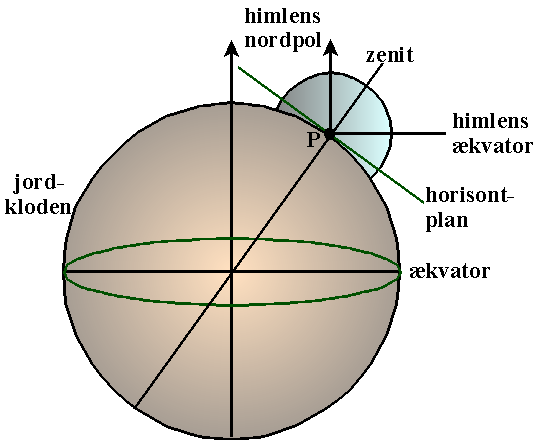 himlens
nordpol
zenit
himlens
ækvator
P
jord-
kloden
horisont-
plan
ækvator